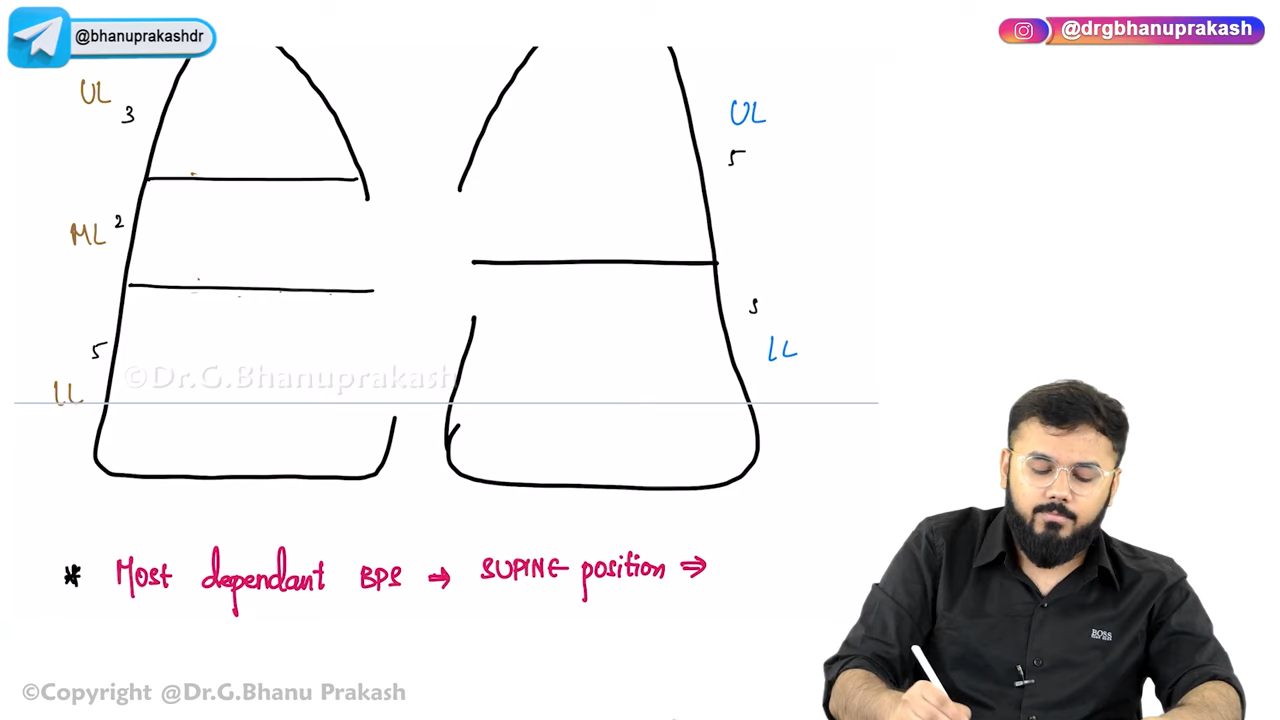 @bhanuprakashdr
@drgbhanuprakash
UL
3
UL
5
ML 2
5
LL
5
LL
©Dr.G.Bhanuprakash
* Most dependant BPS → SUPINE position ⇒
BOSS
©Copyright @Dr.G.Bhanu Prakash